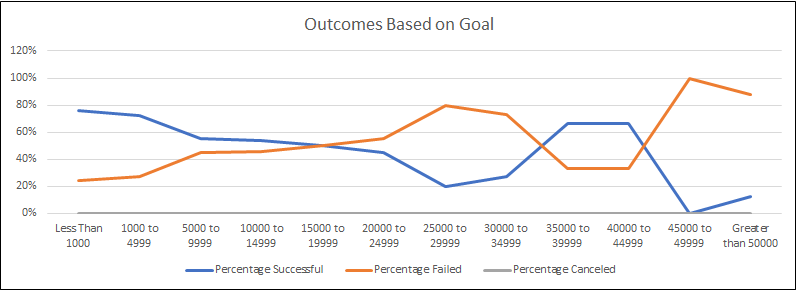 Outcomes Based on Goal
120%
100%
80%
60%
40%
20%
0%
Less Than 1000 to 5000 to 10000 to 15000 to 20000 to 25000 to 30000 to 35000 to 40000 to 45000 to Greater
1000 4999 9999 14999 19999 24999 29999 34999 39999 44999 49999 than 50000
Percentage Successful Percentage Failed Percentage Canceled